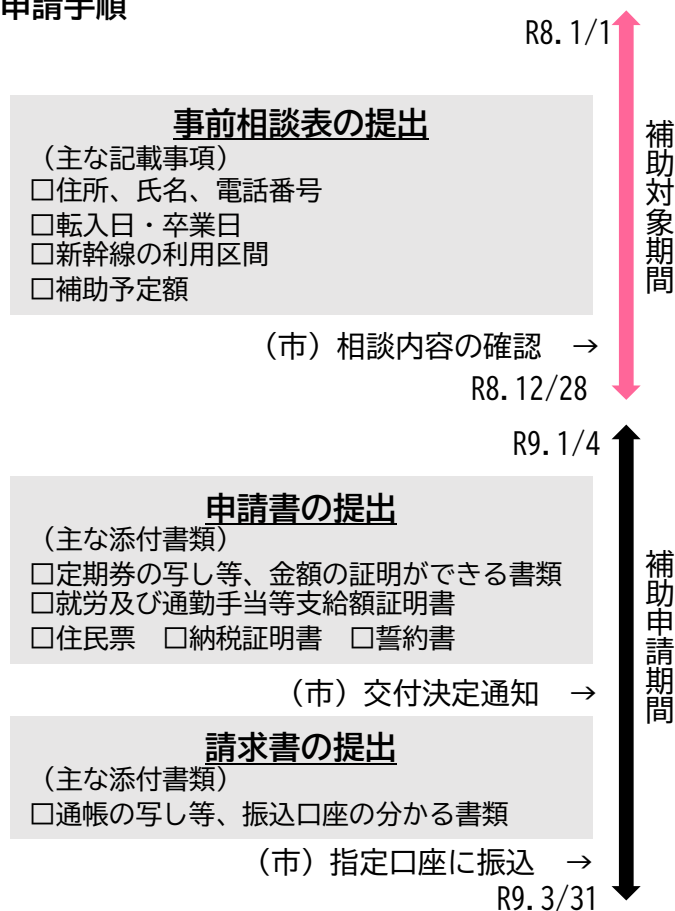 申請手順
R8. 1/1
事前相談表の提出
（主な記載事項）
□住所、氏名、電話番号
□転入日・卒業日
□新幹線の利用区間
□補助予定額
（市）相談内容の確認　→
R8. 12/28
補助対象期間
R9. 1/4
申請書の提出
（主な添付書類）
□定期券の写し等、金額の証明ができる書類
□就労及び通勤手当等支給額証明書
□住民票　□納税証明書　□誓約書
（市）交付決定通知　→
請求書の提出
（主な添付書類）
□通帳の写し等、振込口座の分かる書類
（市）指定口座に振込　→
R9. 3/31
補助申請期間